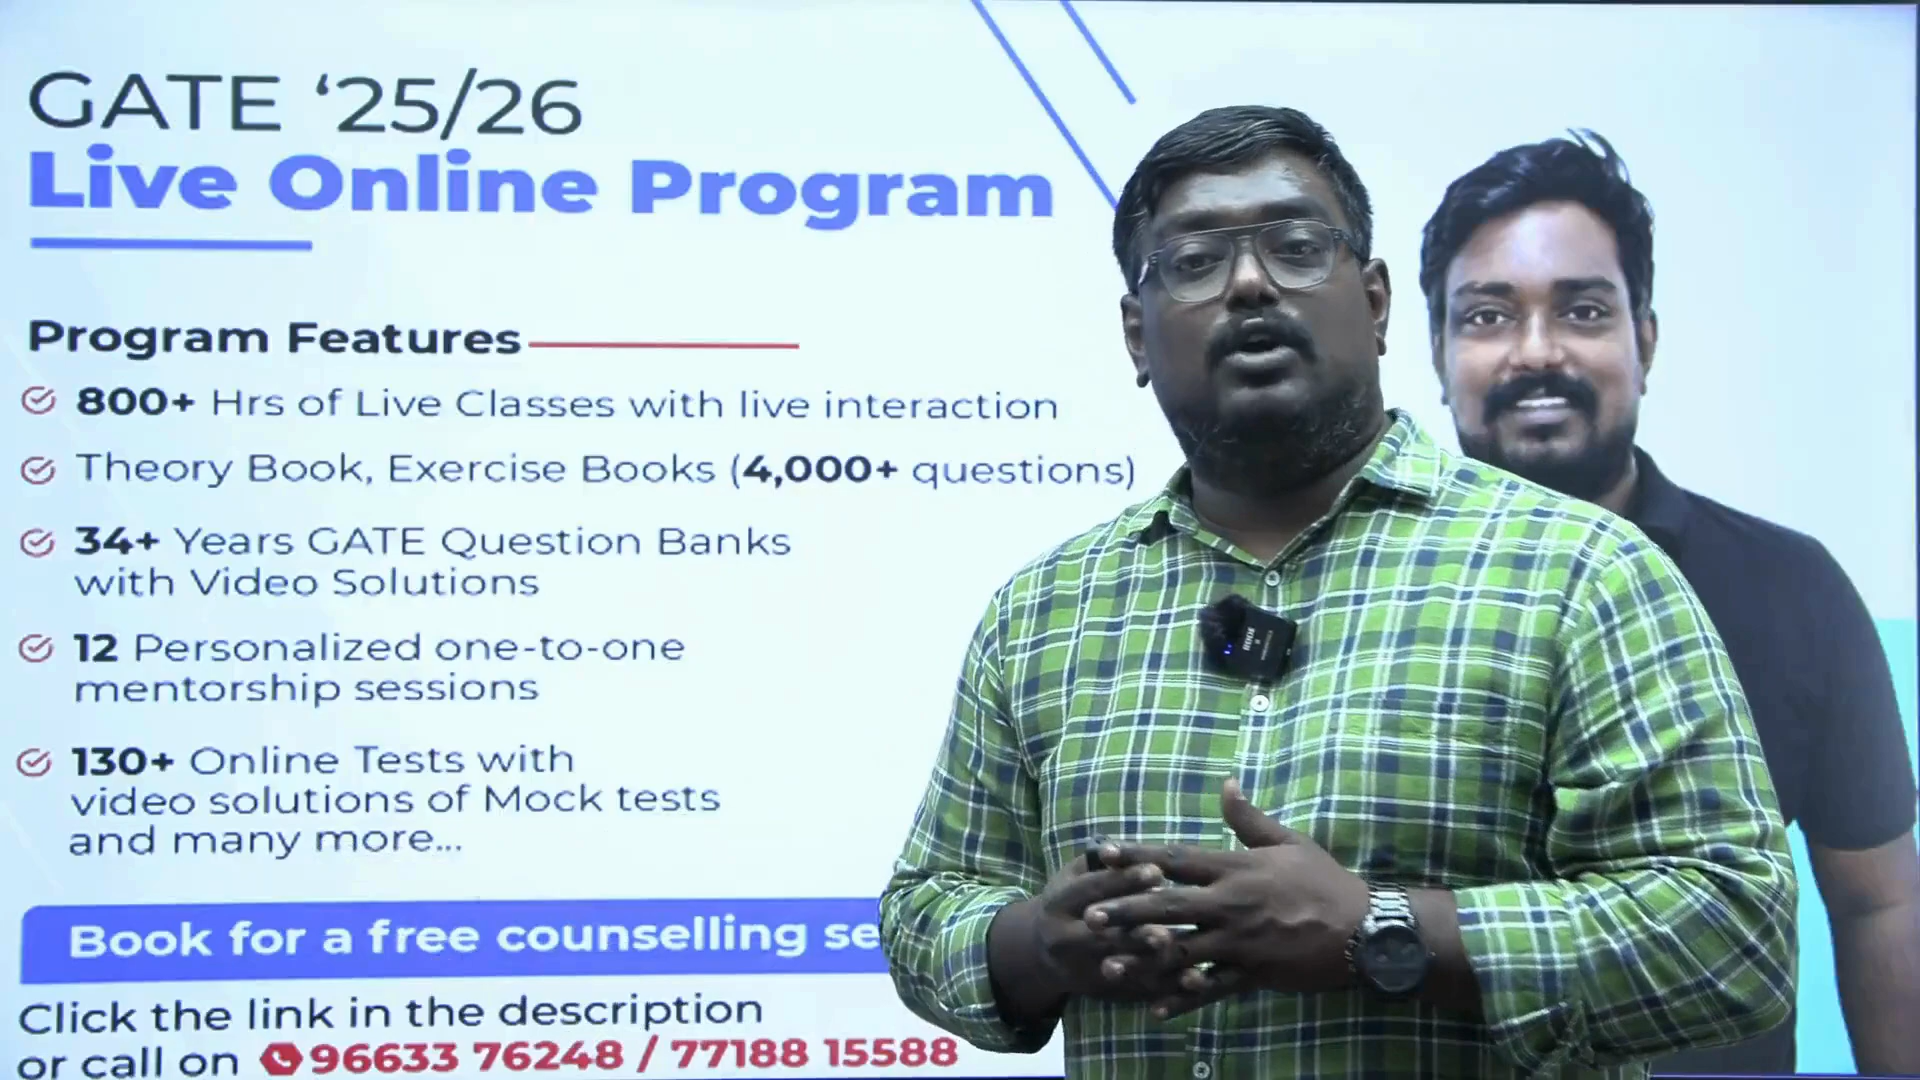 GATE ‘25/26
Live Online Program
Program Features
800+ Hrs of Live Classes with live interaction
Theory Book, Exercise Books (4,000+ questions)
34+ Years GATE Question Banks
with Video Solutions
12 Personalized one-to-one
mentorship sessions
130+ Online Tests with
video solutions of Mock tests
and many more...
Book for a free counselling se
Click the link in the description
or call on 96633 76248 / 77188 15588